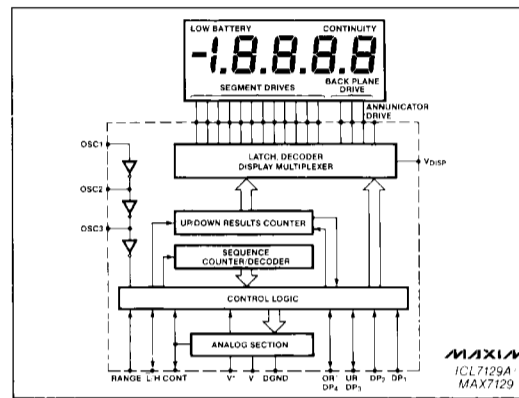 LOW BATTERY CONTINUITY
-1.8.8.8.8
SEGMENT DRIVES
BACK PLANE
DRIVE
ANNUNICATOR
DRIVE
OSC1
OSC2
OSC3
LATCH, DECODER
DISPLAY MULTIPLEXER
VDISP
UP/DOWN RESULTS COUNTER
SEQUENCE
COUNTER/DECODER
CONTROL LOGIC
ANALOG SECTION
RANGE L/H CONT V+ V DGND OR/ DP4 UR DP3 DP2 DP1
MAXIM
ICL7129A
MAX7129